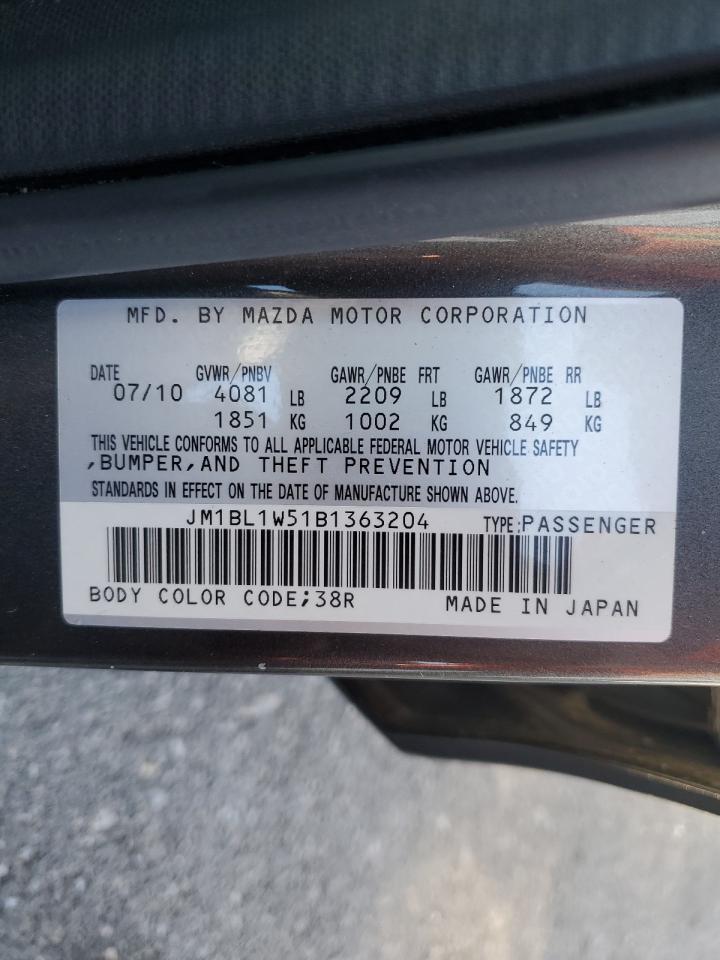 MFD. BY MAZDA MOTOR CORPORATION
DATE GVWR/PNBV GAWR/PNBE FRT GAWR/PNBE RR
07/10 4081 LB 2209 LB 1872 LB
1851 KG 1002 KG 849 KG
THIS VEHICLE CONFORMS TO ALL APPLICABLE FEDERAL MOTOR VEHICLE SAFETY
,BUMPER,AND THEFT PREVENTION
STANDARDS IN EFFECT ON THE DATE OF MANUFACTURE SHOWN ABOVE.
JM1BL1W51B1363204 TYPE:PASSENGER
BODY COLOR CODE;38R MADE IN JAPAN